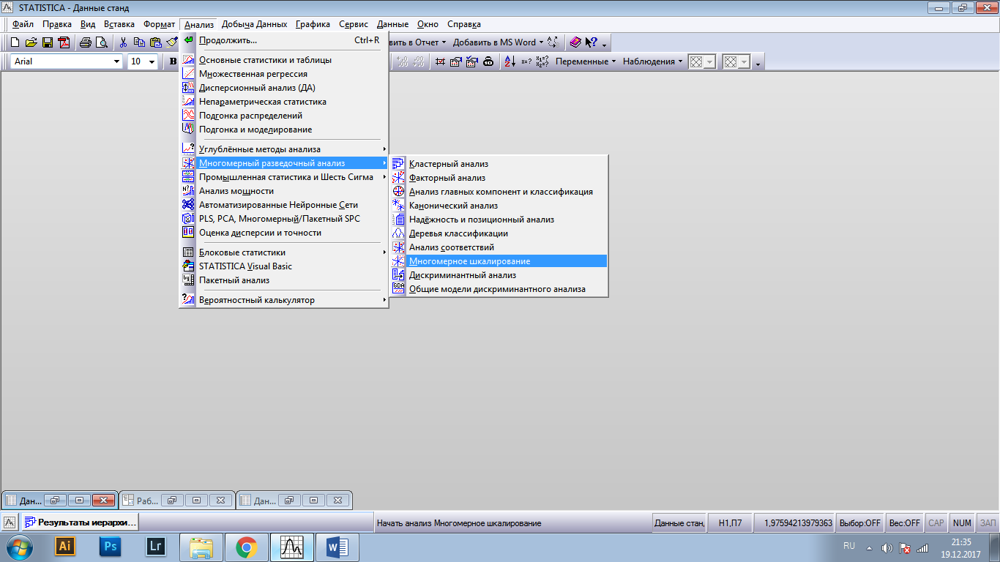 STATISTICA - Данные станд
Файл Правка Вид Вставка Формат Анализ Добыча Данных Графика Сервис Данные Окно Справка
вить в Отчет Добавить в MS Word
Arial 10 B Переменные Наблюдения
Продолжить... Ctrl+R
Основные статистики и таблицы
Множественная регрессия
Дисперсионный анализ (ДА)
Непараметрическая статистика
Подгонка распределений
Подгонка и моделирование
Углублённые методы анализа
Многомерный разведочный анализ
Промышленная статистика и Шесть Сигма
Анализ мощности
Автоматизированные Нейронные Сети
PLS, PCA, Многомерный/Пакетный SPC
Оценка дисперсии и точности
Блоковые статистики
STATISTICA Visual Basic
Пакетный анализ
Вероятностный калькулятор
Кластерный анализ
Факторный анализ
Анализ главных компонент и классификация
Канонический анализ
Надёжность и позиционный анализ
Деревья классификации
Анализ соответствий
Многомерное шкалирование
Дискриминантный анализ
Общие модели дискриминантного анализа
Дан... Раб... Дан...
Результаты иерархи... Начать анализ Многомерное шкалирование Данные стан, Н1,П7 1,97594213979363 Выбор:OFF Вес:OFF CAP NUM ЗАП
Ai Ps Lr W RU 21:35
19.12.2017